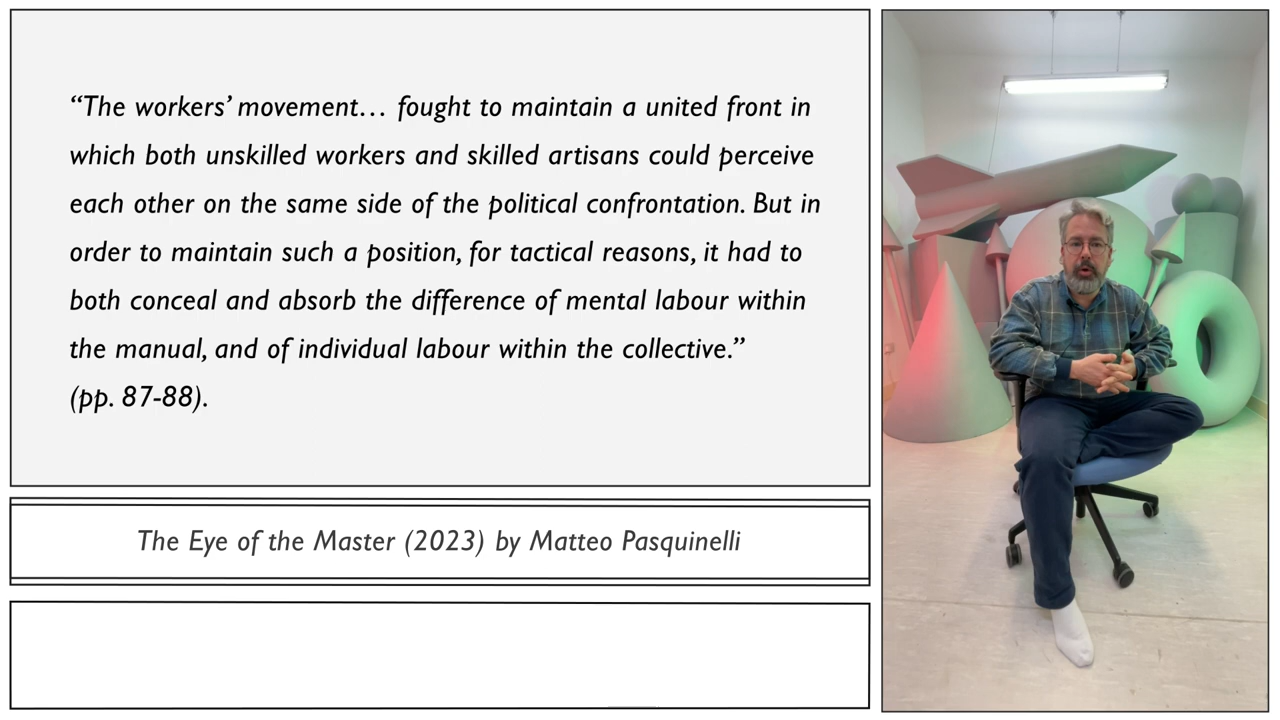 “The workers’ movement… fought to maintain a united front in
which both unskilled workers and skilled artisans could perceive
each other on the same side of the political confrontation. But in
order to maintain such a position, for tactical reasons, it had to
both conceal and absorb the difference of mental labour within
the manual, and of individual labour within the collective.”
(pp. 87-88).
The Eye of the Master (2023) by Matteo Pasquinelli